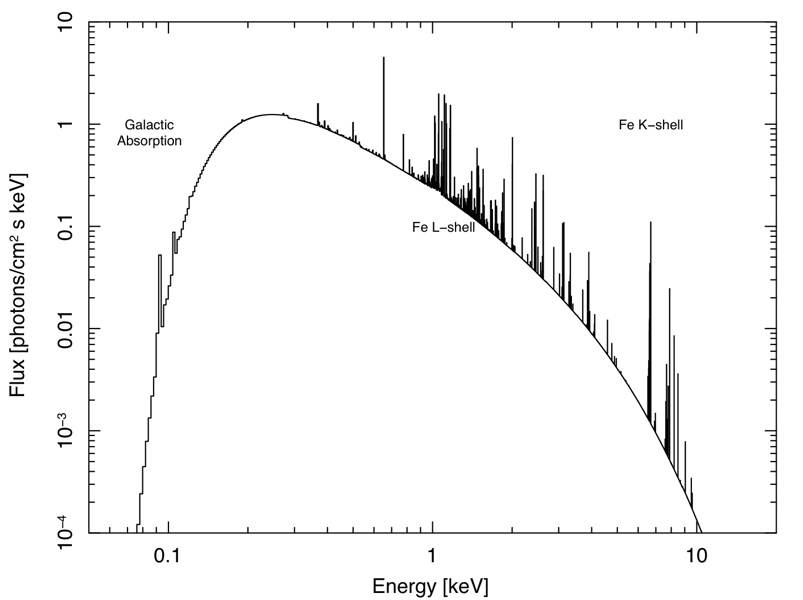 10
1
0.1
0.01
10⁻³
10⁻⁴
Flux [photons/cm² s keV]
Galactic
Absorption
Fe K−shell
Fe L−shell
0.1
1
10
Energy [keV]